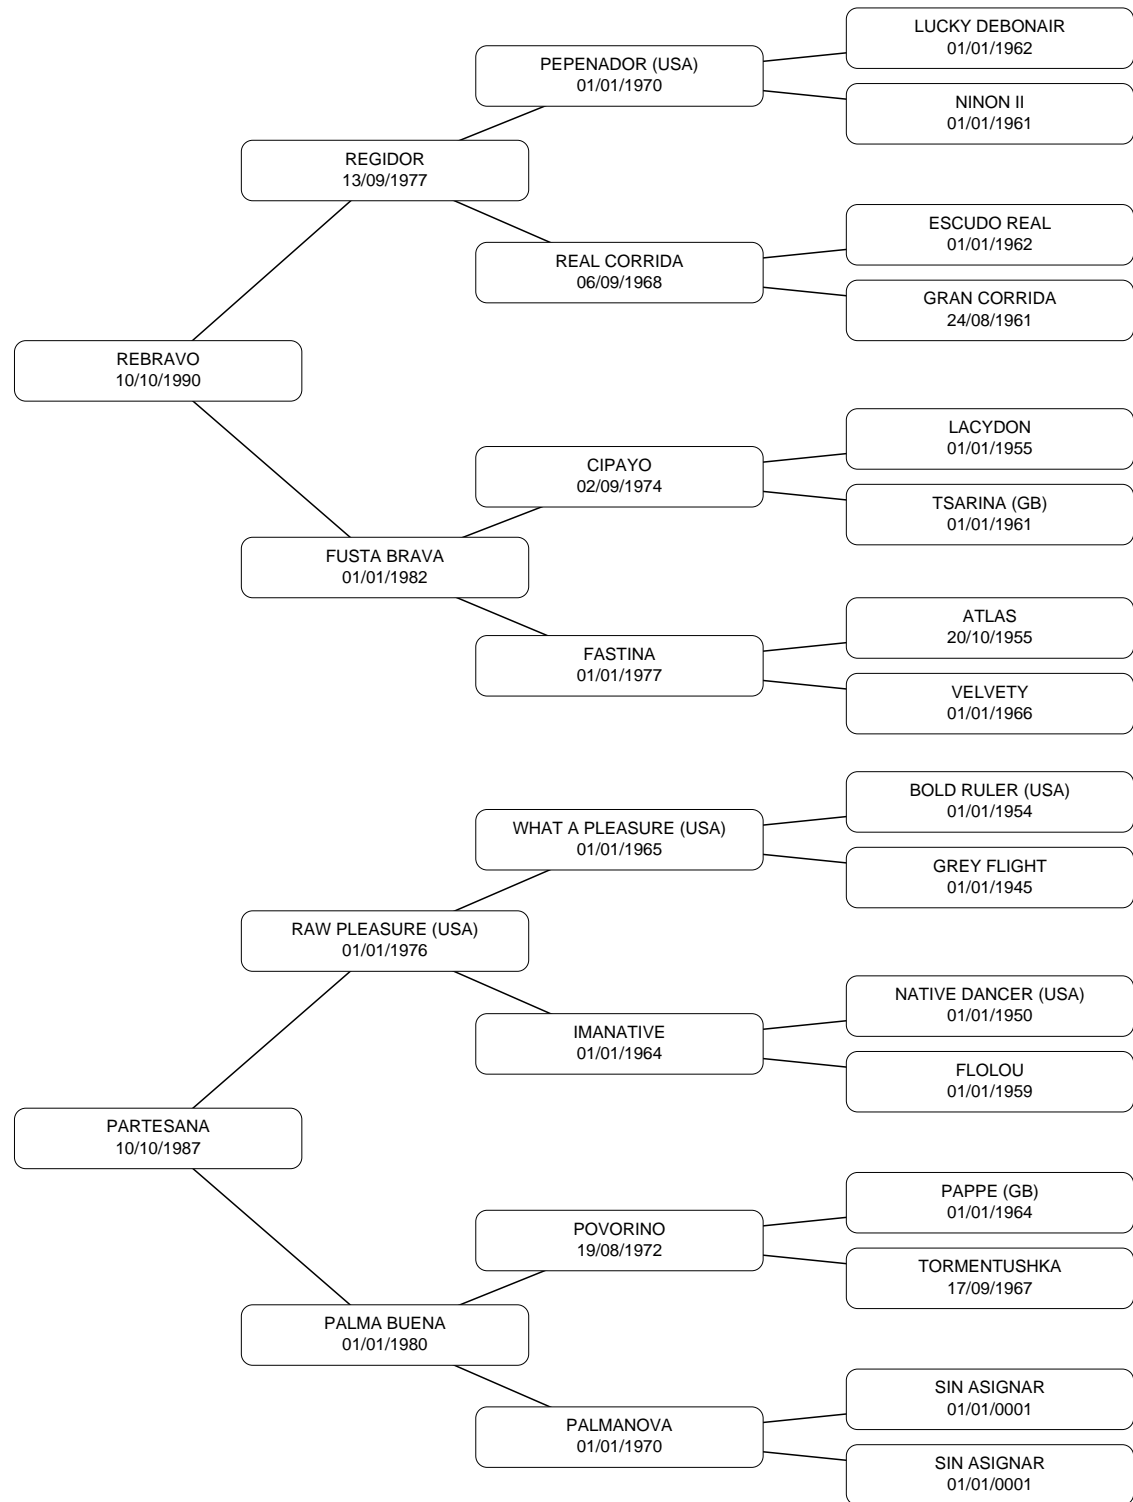 LUCKY DEBONAIR
01/01/1962
PEPENADOR (USA)
01/01/1970
NINON II
01/01/1961
REGIDOR
13/09/1977
ESCUDO REAL
01/01/1962
REAL CORRIDA
06/09/1968
GRAN CORRIDA
24/08/1961
REBRAVO
10/10/1990
LACYDON
01/01/1955
CIPAYO
02/09/1974
TSARINA (GB)
01/01/1961
FUSTA BRAVA
01/01/1982
ATLAS
20/10/1955
FASTINA
01/01/1977
VELVETY
01/01/1966
BOLD RULER (USA)
01/01/1954
WHAT A PLEASURE (USA)
01/01/1965
GREY FLIGHT
01/01/1945
RAW PLEASURE (USA)
01/01/1976
NATIVE DANCER (USA)
01/01/1950
IMANATIVE
01/01/1964
FLOLOU
01/01/1959
PARTESANA
10/10/1987
PAPPE (GB)
01/01/1964
POVORINO
19/08/1972
TORMENTUSHKA
17/09/1967
PALMA BUENA
01/01/1980
SIN ASIGNAR
01/01/0001
PALMANOVA
01/01/1970
SIN ASIGNAR
01/01/0001